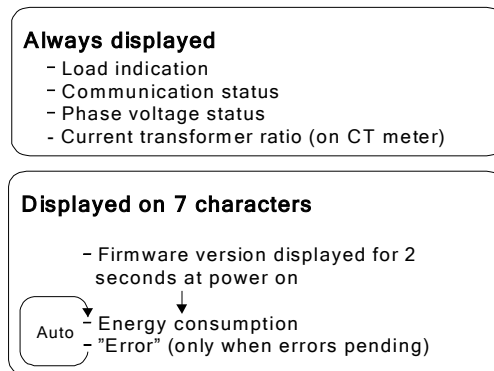 Always displayed
- Load indication
- Communication status
- Phase voltage status
- Current transformer ratio (on CT meter)
Displayed on 7 characters
- Firmware version displayed for 2
seconds at power on
Auto
- Energy consumption
- ”Error” (only when errors pending)